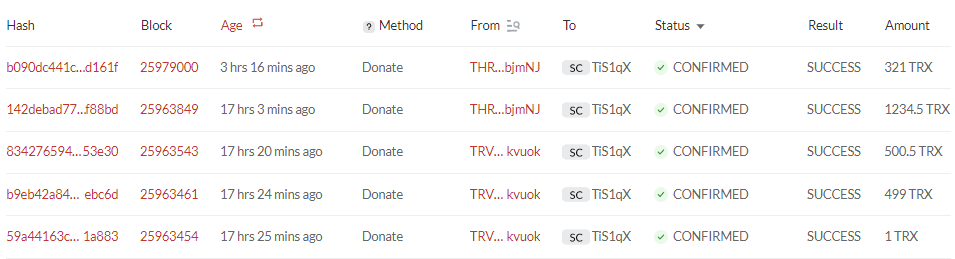 Hash Block Age ? Method From To Status Result Amount
b090dc441c...d161f 25979000 3 hrs 16 mins ago Donate THR...bjmNJ SC TiS1qX CONFIRMED SUCCESS 321 TRX
142debad77...f88bd 25963849 17 hrs 3 mins ago Donate THR...bjmNJ SC TiS1qX CONFIRMED SUCCESS 1234.5 TRX
834276594...53e30 25963543 17 hrs 20 mins ago Donate TRV... kvuok SC TiS1qX CONFIRMED SUCCESS 500.5 TRX
b9eb42a84... ebc6d 25963461 17 hrs 24 mins ago Donate TRV... kvuok SC TiS1qX CONFIRMED SUCCESS 499 TRX
59a44163c... 1a883 25963454 17 hrs 25 mins ago Donate TRV... kvuok SC TiS1qX CONFIRMED SUCCESS 1 TRX